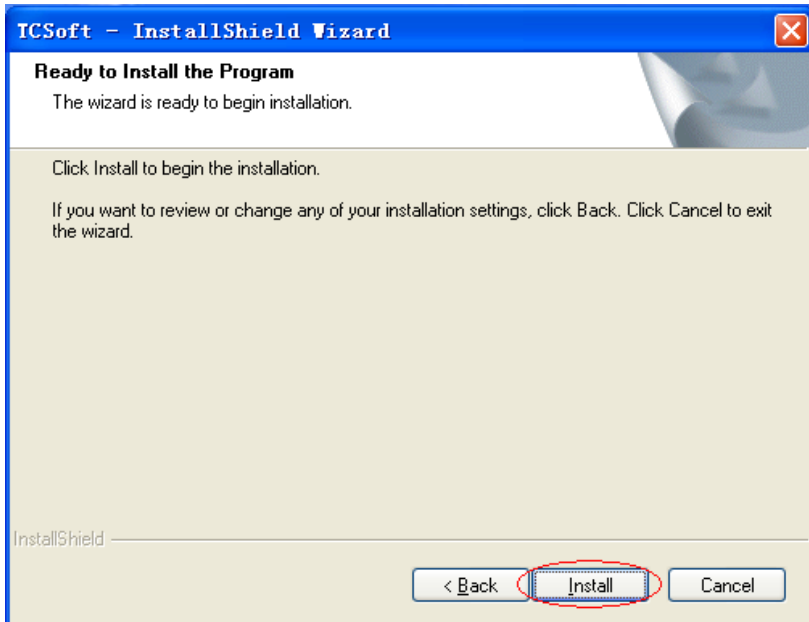 TCSoft - InstallShield Wizard
Ready to Install the Program
The wizard is ready to begin installation.
Click Install to begin the installation.
If you want to review or change any of your installation settings, click Back. Click Cancel to exit
the wizard.
InstallShield
< Back Install Cancel